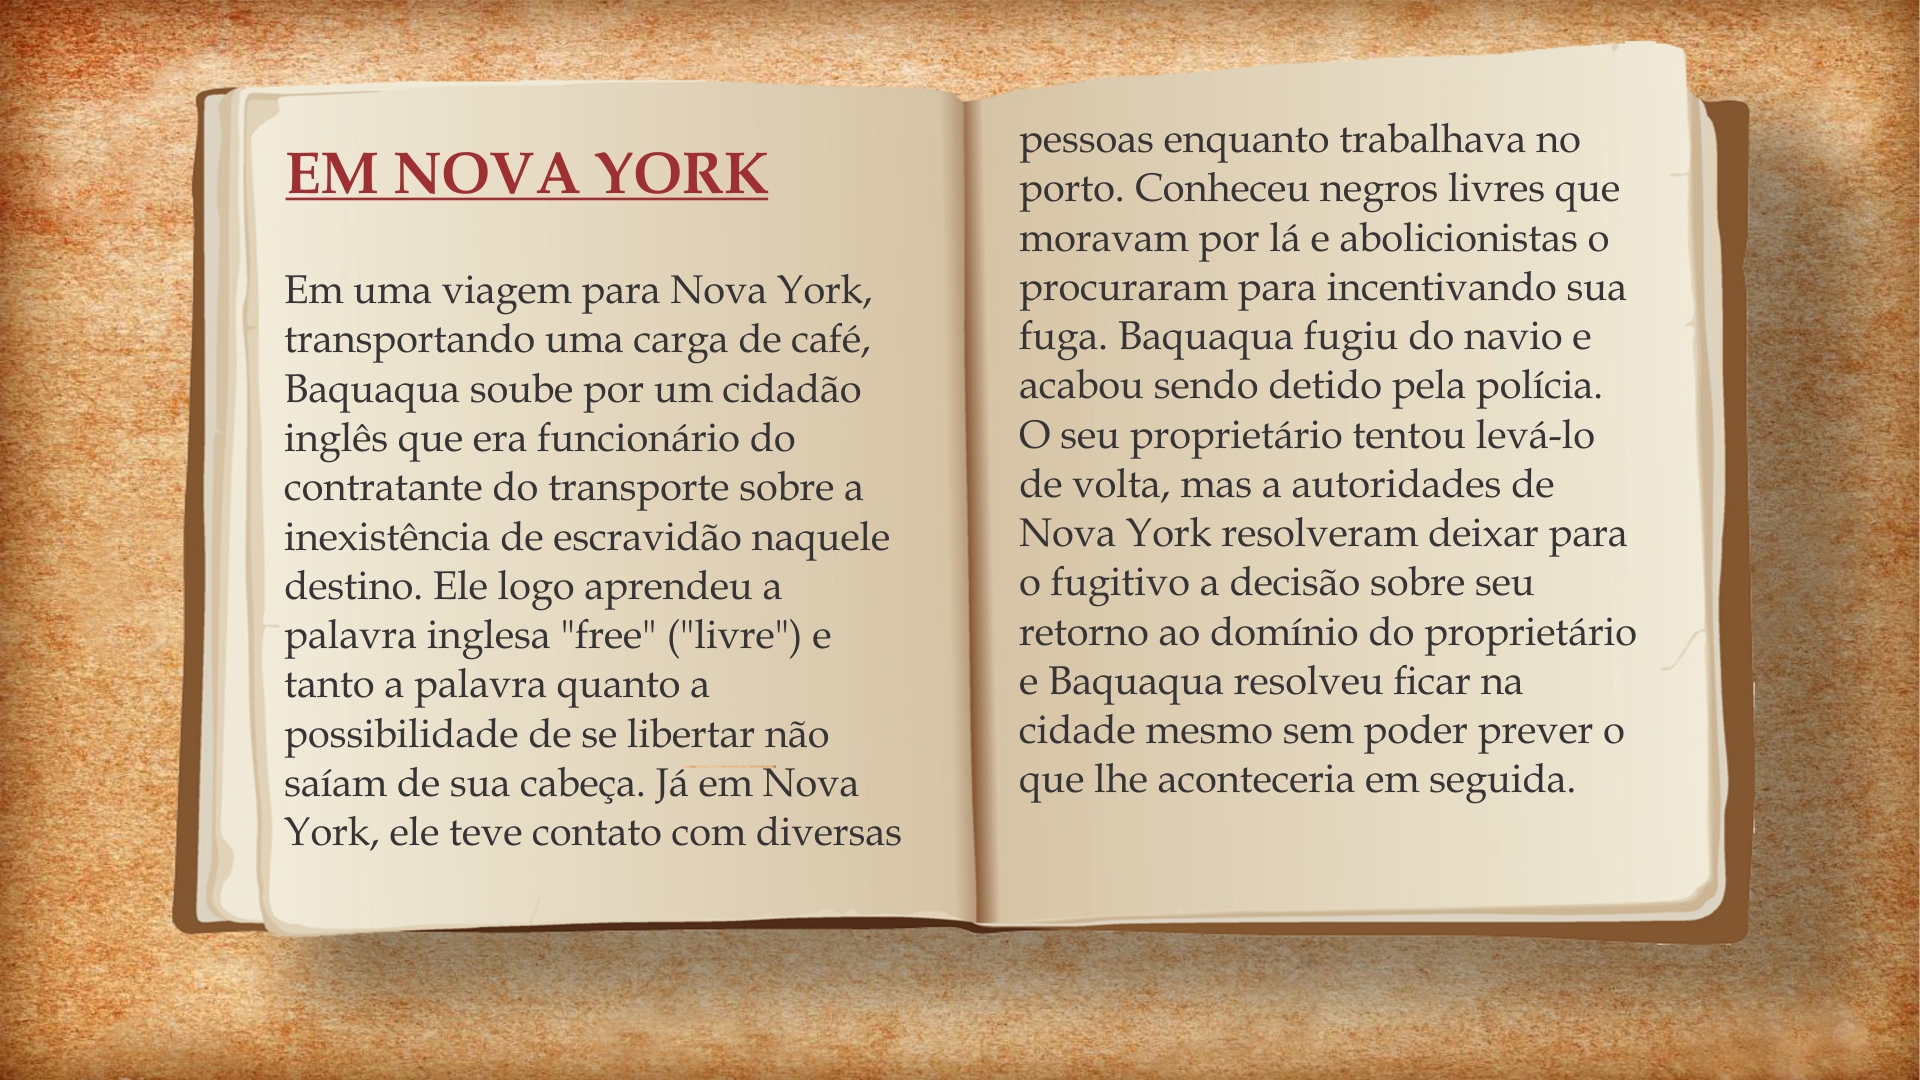 EM NOVA YORK
Em uma viagem para Nova York,
transportando uma carga de café,
Baquaqua soube por um cidadão
inglês que era funcionário do
contratante do transporte sobre a
inexistência de escravidão naquele
destino. Ele logo aprendeu a
palavra inglesa "free" ("livre") e
tanto a palavra quanto a
possibilidade de se libertar não
saíam de sua cabeça. Já em Nova
York, ele teve contato com diversas
pessoas enquanto trabalhava no
porto. Conheceu negros livres que
moravam por lá e abolicionistas o
procuraram para incentivando sua
fuga. Baquaqua fugiu do navio e
acabou sendo detido pela polícia.
O seu proprietário tentou levá-lo
de volta, mas a autoridades de
Nova York resolveram deixar para
o fugitivo a decisão sobre seu
retorno ao domínio do proprietário
e Baquaqua resolveu ficar na
cidade mesmo sem poder prever o
que lhe aconteceria em seguida.